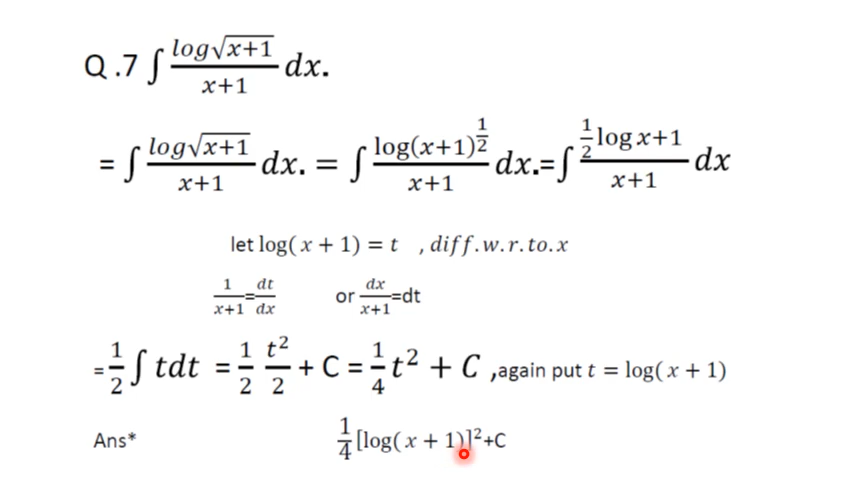 Q.7 ∫ log√(x+1) / (x+1) dx.
= ∫ log√(x+1) / (x+1) dx. = ∫ log(x+1)^(1/2) / (x+1) dx.=∫ (1/2 log x+1) / (x+1) dx
let log(x + 1) = t , diff.w.r.to.x
1/(x+1)=dt/dx or dx/(x+1)=dt
=1/2 ∫ tdt = 1/2 t²/2 + C = 1/4 t² + C ,again put t = log(x + 1)
Ans* 1/4 [log(x + 1)]²+C